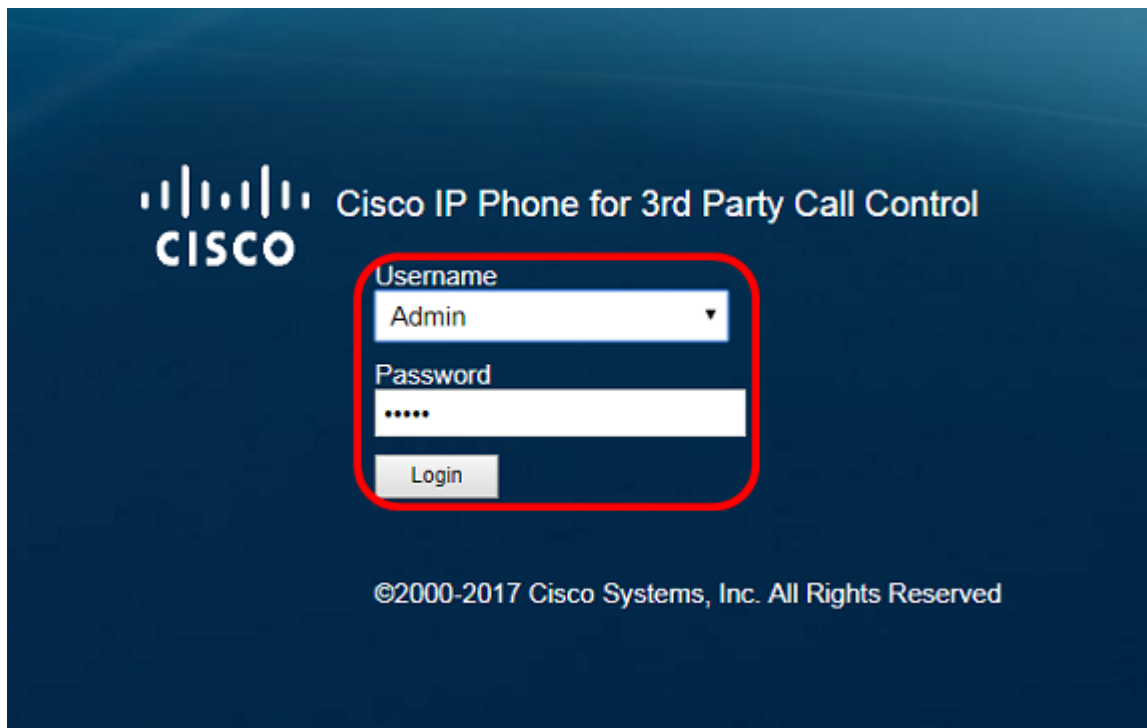 Cisco IP Phone for 3rd Party Call Control
CISCO
Username
Admin
Password
•••••
Login
©2000-2017 Cisco Systems, Inc. All Rights Reserved